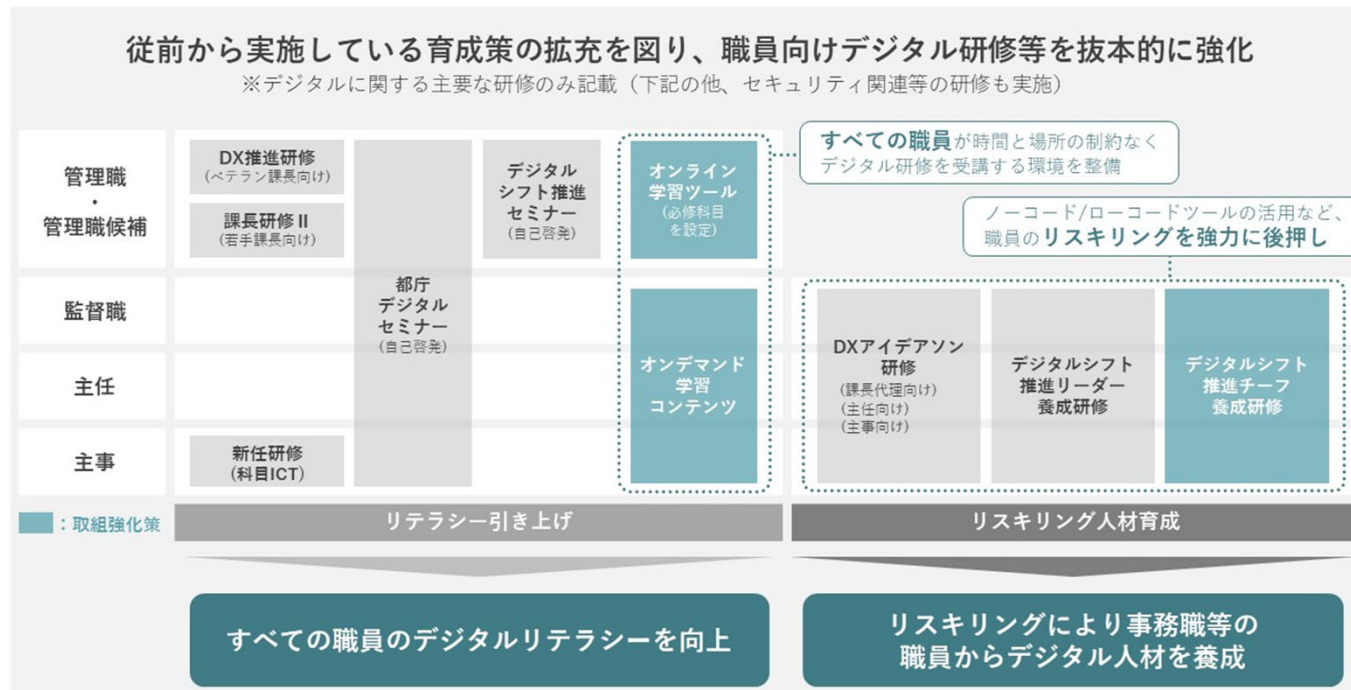 従前から実施している育成策の拡充を図り、職員向けデジタル研修等を抜本的に強化
※デジタルに関する主要な研修のみ記載（下記の他、セキュリティ関連等の研修も実施）
管理職
・
管理職候補
DX推進研修
(ベテラン課長向け)
課長研修Ⅱ
(若手課長向け)
都庁
デジタル
セミナー
(自己啓発)
デジタル
シフト推進
セミナー
(自己啓発)
オンライン
学習ツール
(必修科目
を設定)
すべての職員が時間と場所の制約なく
デジタル研修を受講する環境を整備
ノーコード/ローコードツールの活用など、
職員のリスキリングを強力に後押し
監督職
主任
主事
新任研修
(科目ICT)
オンデマンド
学習
コンテンツ
DXアイデアソン
研修
(課長代理向け)
(主任向け)
(主事向け)
デジタルシフト
推進リーダー
養成研修
デジタルシフト
推進チーフ
養成研修
：取組強化策
リテラシー引き上げ
リスキリング人材育成
すべての職員のデジタルリテラシーを向上
リスキリングにより事務職等の
職員からデジタル人材を養成